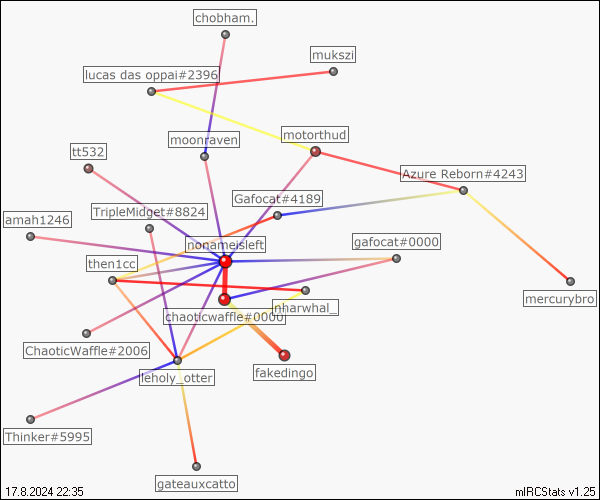 chobham.
mukszi
lucas das oppai#2396
motorthud
moonraven
tt532
Azure Reborn#4243
Gafocat#4189
TripleMidget#8824
amah1246
nonameisleft
gafocat#0000
then1cc
mercurybro
nharwhal_
chaoticwaffle#0000
ChaoticWaffle#2006
leholy_otter
fakedingo
Thinker#5995
gateauxcatto
17.8.2024 22:35
mIRCStats v1.25